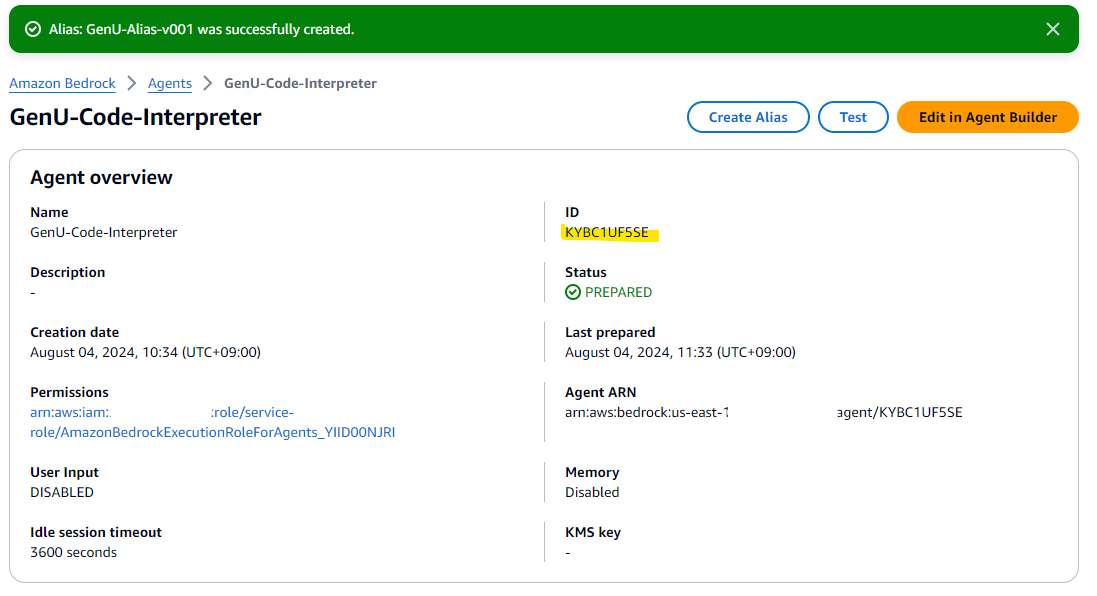 Alias: GenU-Alias-v001 was successfully created.
Amazon Bedrock > Agents > GenU-Code-Interpreter
GenU-Code-Interpreter
Create Alias
Test
Edit in Agent Builder
Agent overview
Name
GenU-Code-Interpreter
ID
KYBC1UF5SE
Description
-
Status
PREPARED
Creation date
August 04, 2024, 10:34 (UTC+09:00)
Last prepared
August 04, 2024, 11:33 (UTC+09:00)
Permissions
arn:aws:iam: :role/service-
role/AmazonBedrockExecutionRoleForAgents_YIID00NJRI
Agent ARN
arn:aws:bedrock:us-east-1 agent/KYBC1UF5SE
User Input
DISABLED
Memory
Disabled
Idle session timeout
3600 seconds
KMS key
-